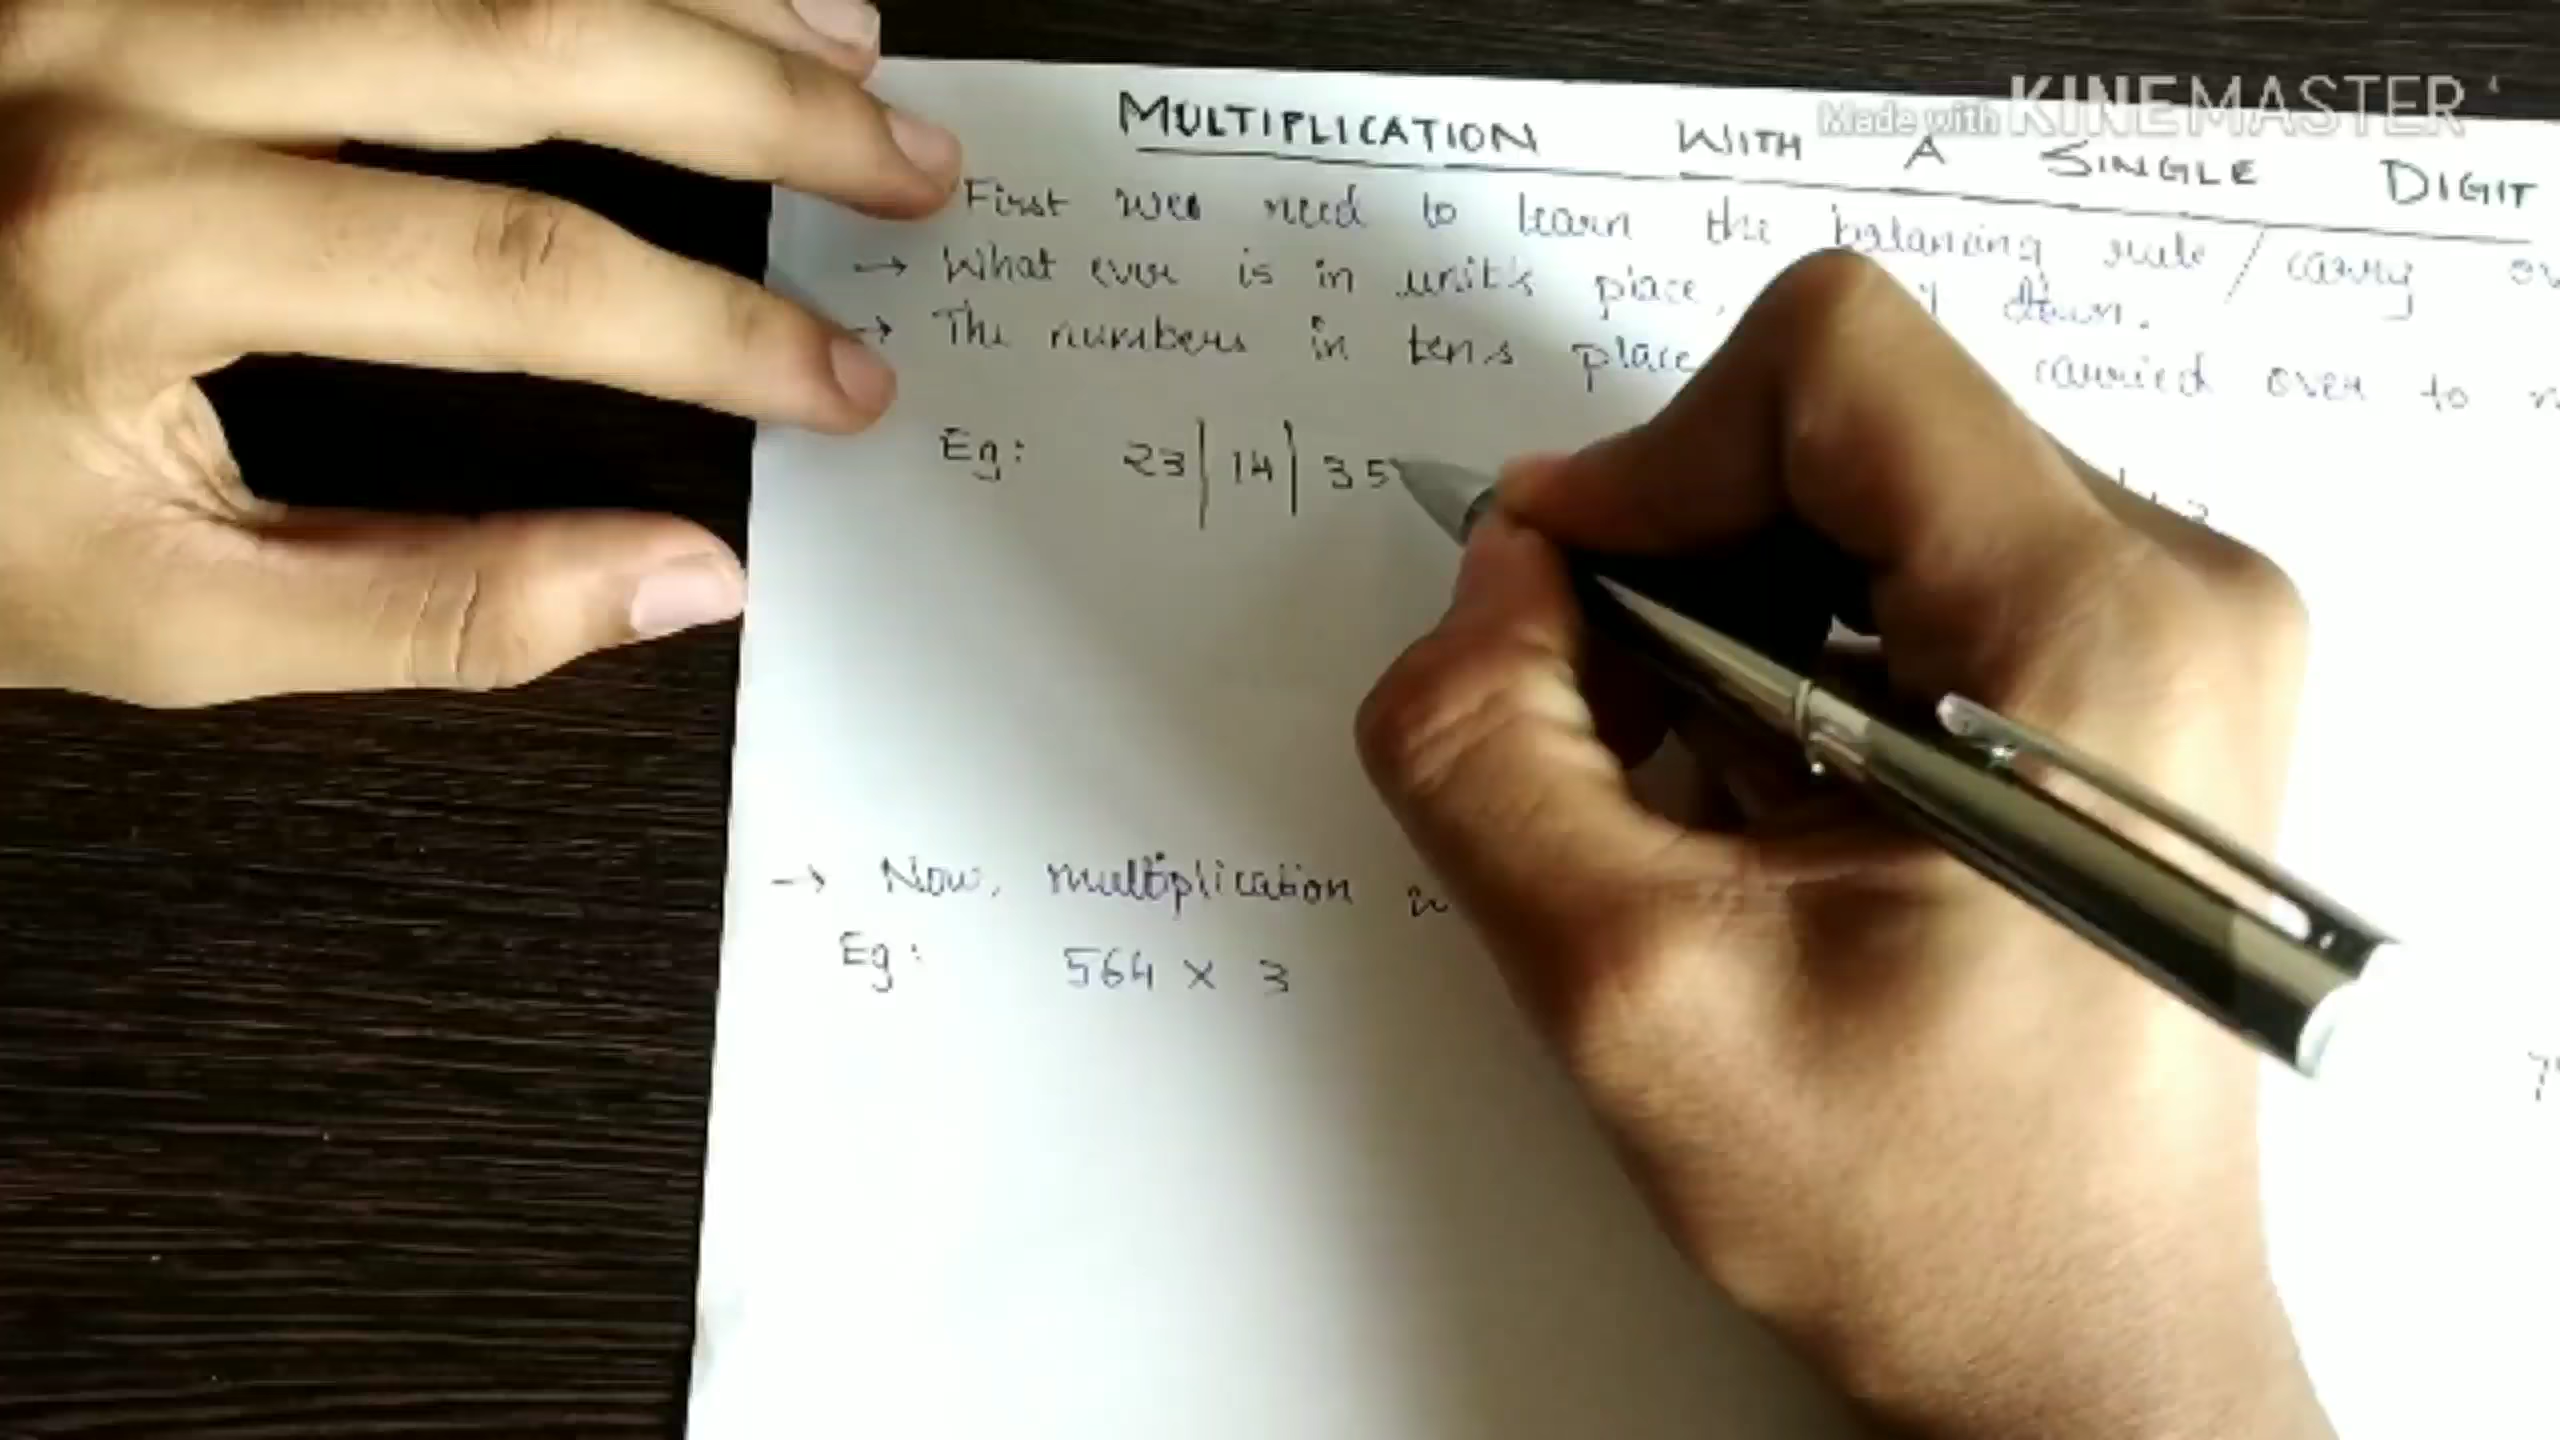 Made with KINEMASTER
MULTIPLICATION WITH A SINGLE DIGIT
First wee need to learn the balancing rule / carry
→ What ever is in unit's place, down.
→ The numbers in tens place carried over to
Eg: 23 | 14 | 35
→ Now, multiplication
Eg: 564 × 3